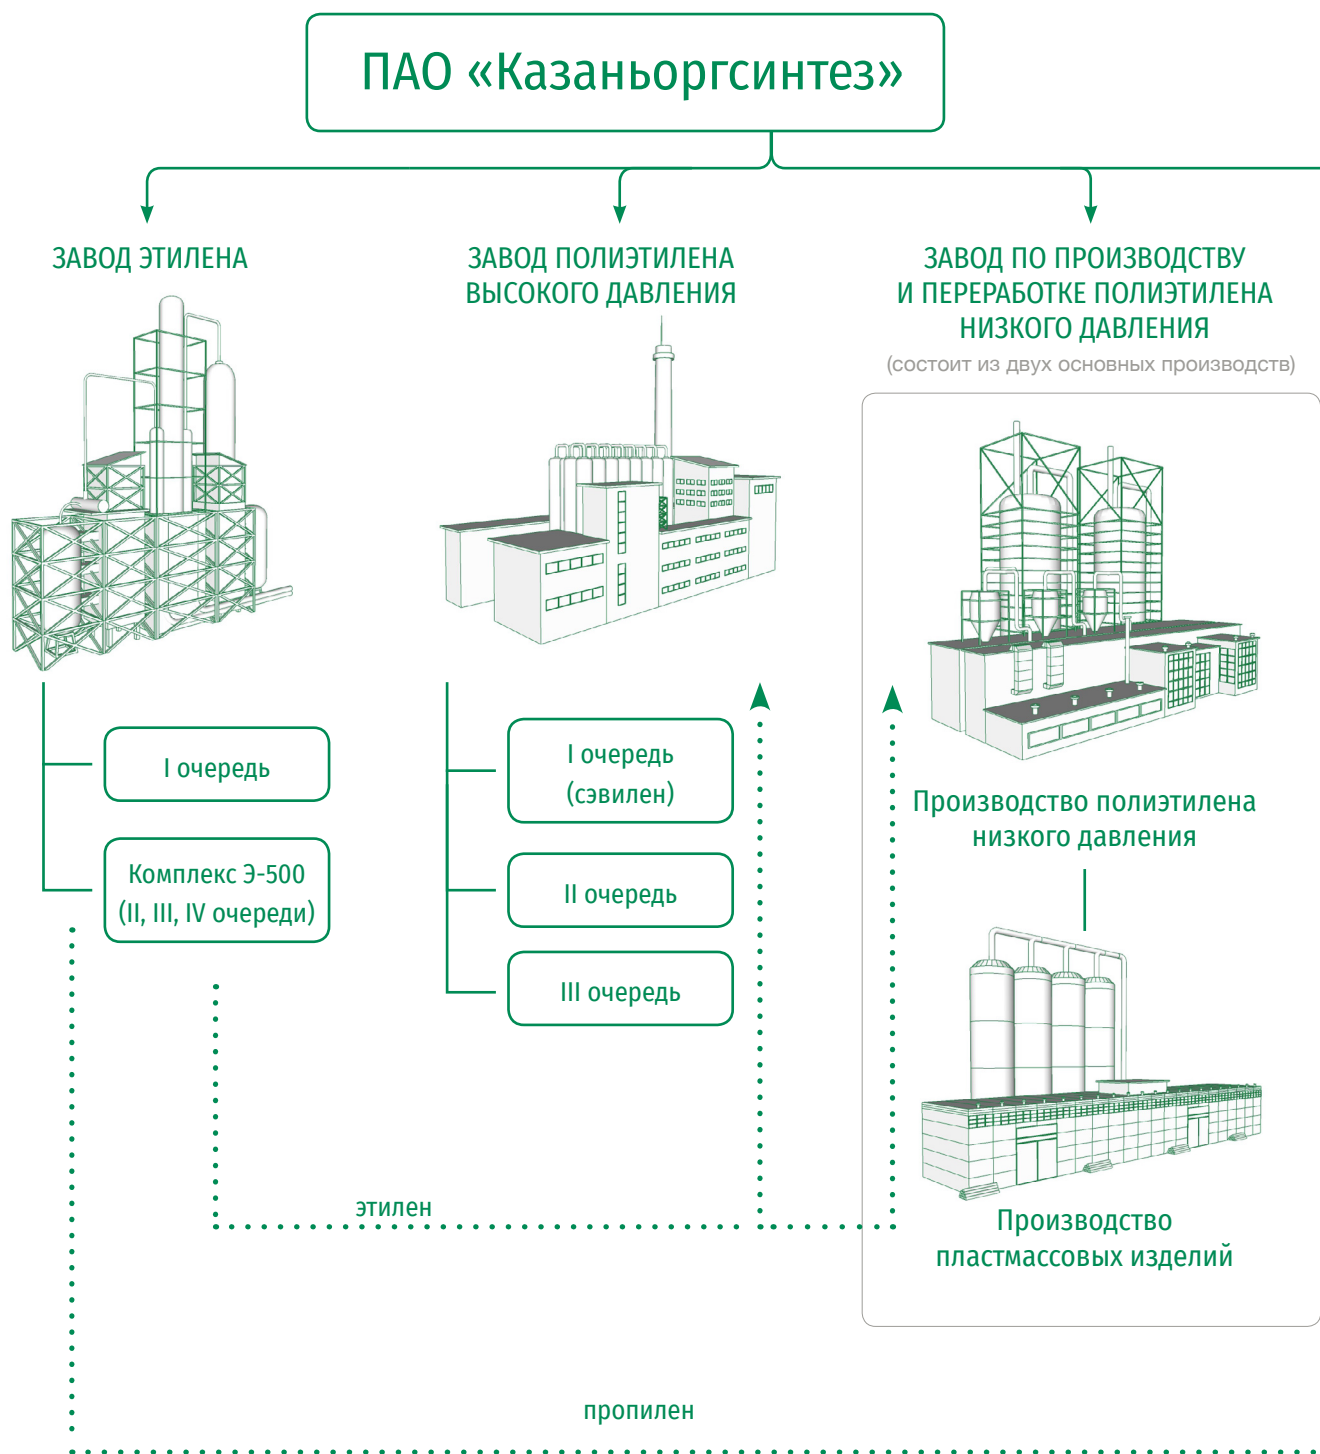 ПАО «Казаньоргсинтез»
ЗАВОД ЭТИЛЕНА
I очередь
Комплекс Э-500
(II, III, IV очереди)
ЗАВОД ПОЛИЭТИЛЕНА
ВЫСОКОГО ДАВЛЕНИЯ
I очередь
(сэвилен)
II очередь
III очередь
ЗАВОД ПО ПРОИЗВОДСТВУ
И ПЕРЕРАБОТКЕ ПОЛИЭТИЛЕНА
НИЗКОГО ДАВЛЕНИЯ
(состоит из двух основных производств)
Производство полиэтилена
низкого давления
Производство
пластмассовых изделий
этилен
пропилен